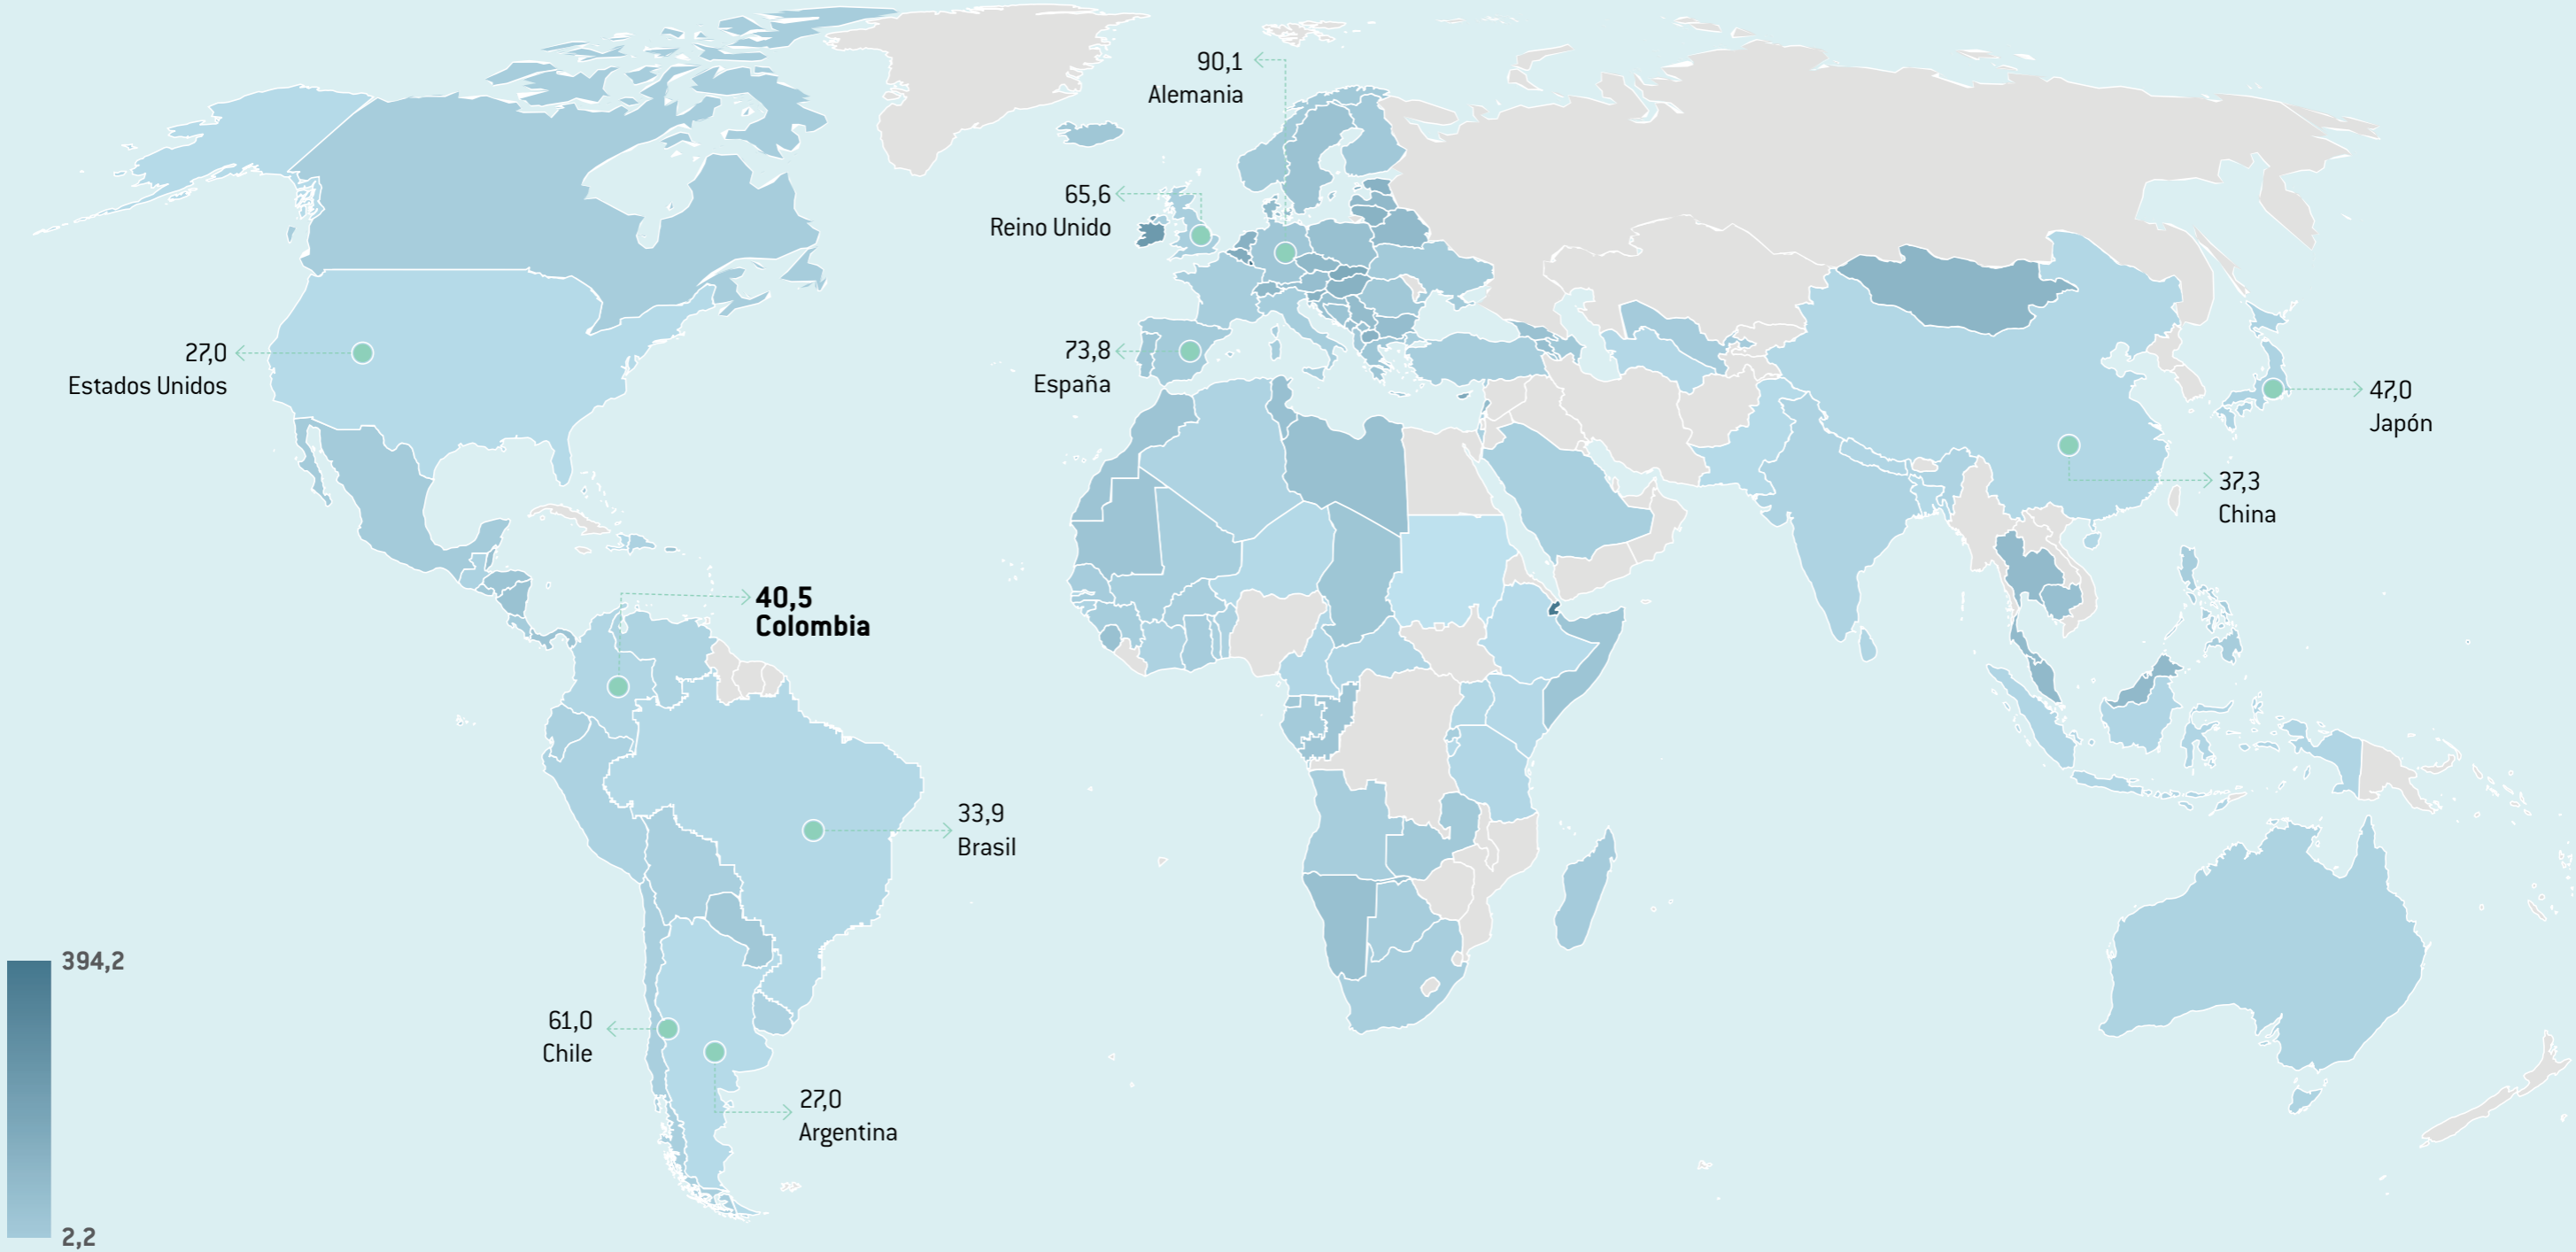 90,1
Alemania
65,6
Reino Unido
73,8
España
27,0
Estados Unidos
47,0
Japón
37,3
China
40,5
Colombia
33,9
Brasil
61,0
Chile
27,0
Argentina
394,2
2,2